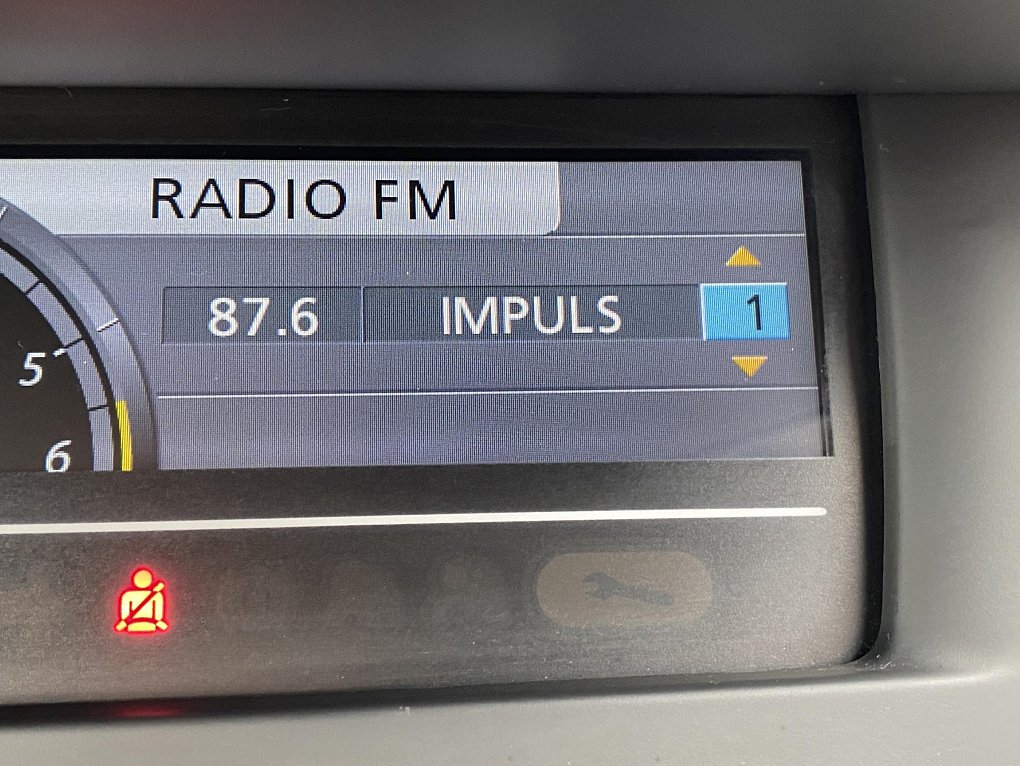 RADIO FM
87.6 IMPULS 1
5
6